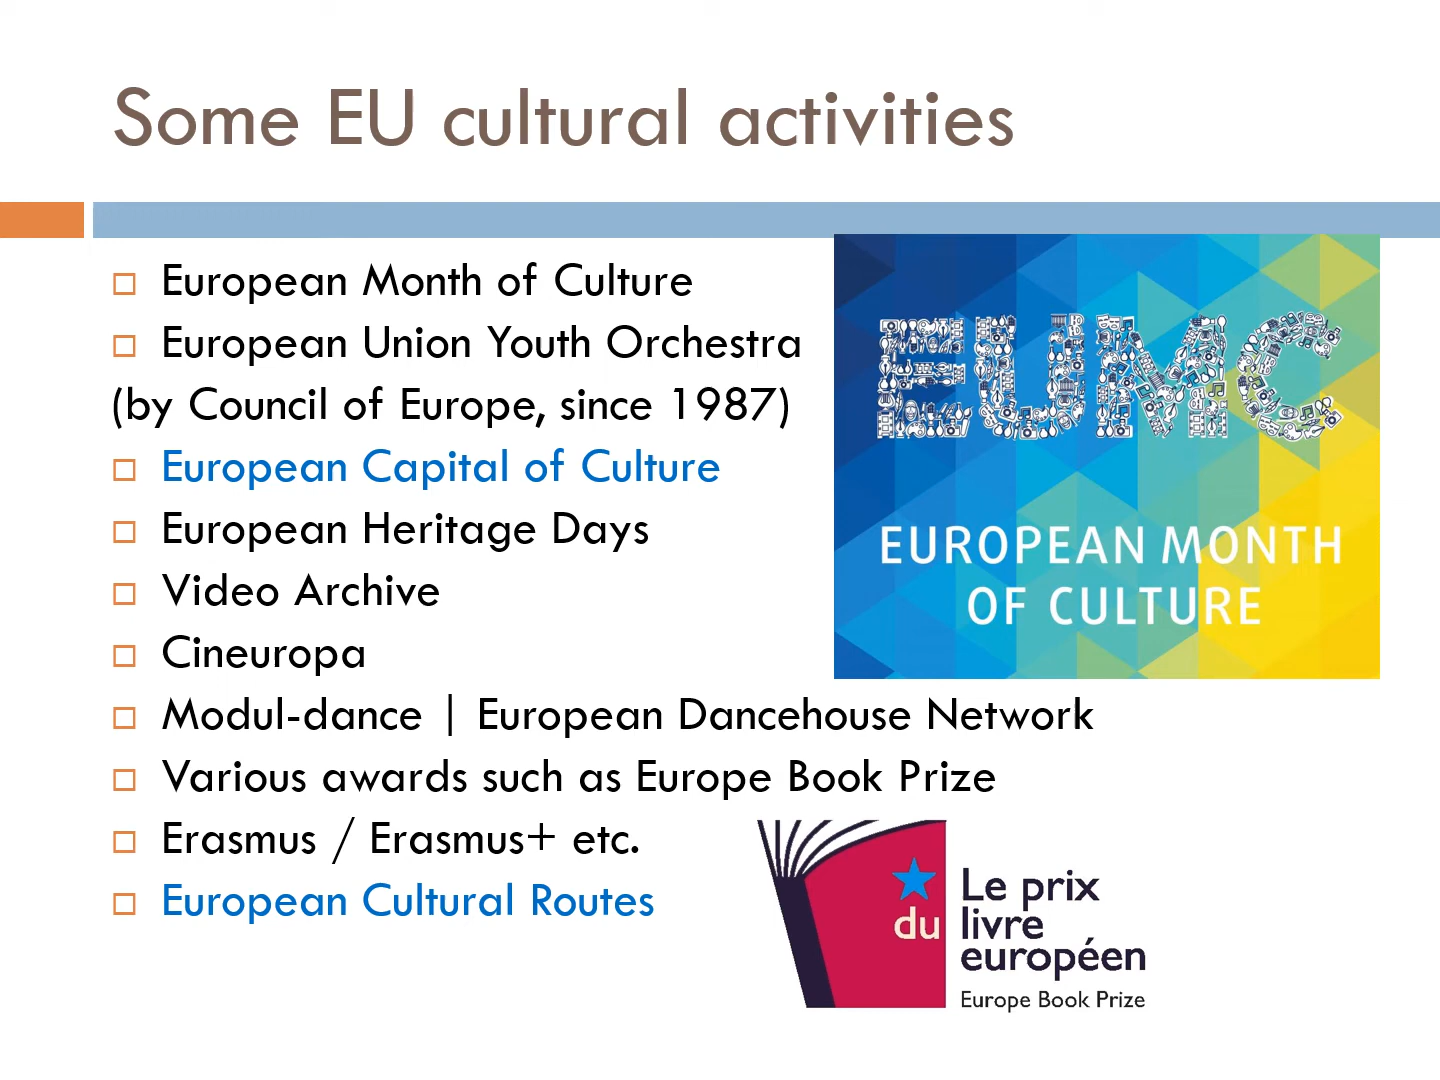 Some EU cultural activities
European Month of Culture
European Union Youth Orchestra
(by Council of Europe, since 1987)
European Capital of Culture
European Heritage Days
Video Archive
Cineuropa
Modul-dance | European Dancehouse Network
Various awards such as Europe Book Prize
Erasmus / Erasmus+ etc.
European Cultural Routes
EUMC
EUROPEAN MONTH
OF CULTURE
Le prix
du livre
européen
Europe Book Prize